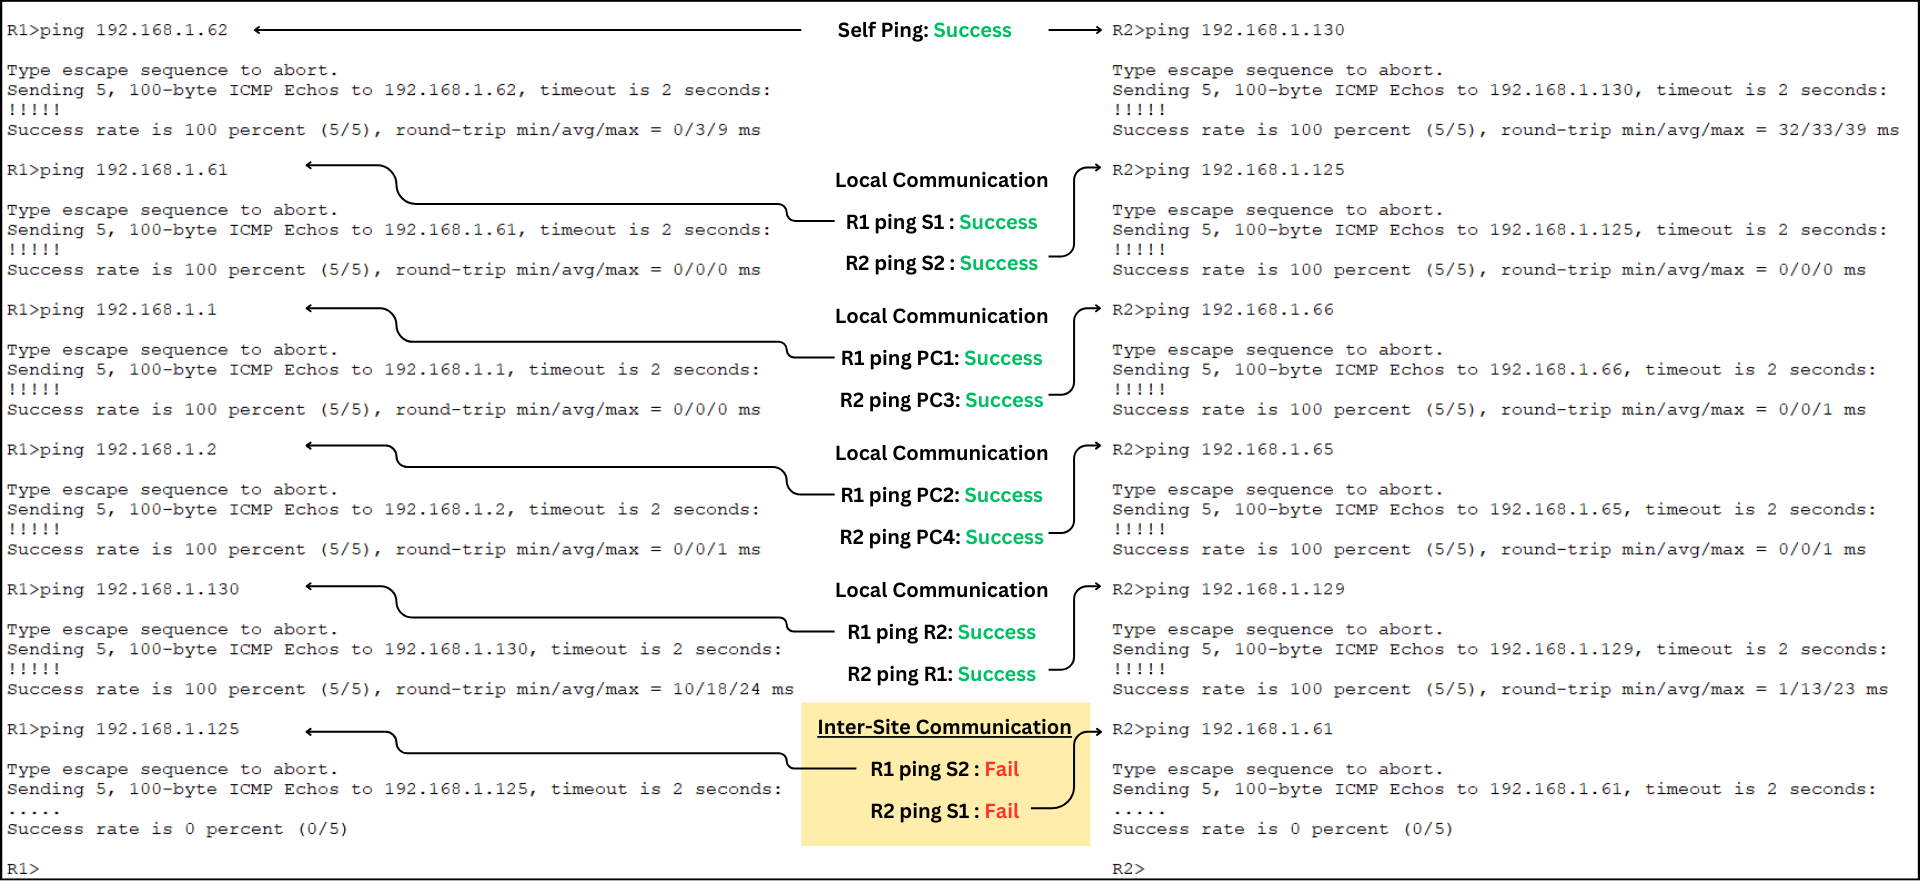 R1>ping 192.168.1.62
Type escape sequence to abort.
Sending 5, 100-byte ICMP Echos to 192.168.1.62, timeout is 2 seconds:
!!!!!
Success rate is 100 percent (5/5), round-trip min/avg/max = 0/3/9 ms
R1>ping 192.168.1.61
Type escape sequence to abort.
Sending 5, 100-byte ICMP Echos to 192.168.1.61, timeout is 2 seconds:
!!!!!
Success rate is 100 percent (5/5), round-trip min/avg/max = 0/0/0 ms
R1>ping 192.168.1.1
Type escape sequence to abort.
Sending 5, 100-byte ICMP Echos to 192.168.1.1, timeout is 2 seconds:
!!!!!
Success rate is 100 percent (5/5), round-trip min/avg/max = 0/0/0 ms
R1>ping 192.168.1.2
Type escape sequence to abort.
Sending 5, 100-byte ICMP Echos to 192.168.1.2, timeout is 2 seconds:
!!!!!
Success rate is 100 percent (5/5), round-trip min/avg/max = 0/0/1 ms
R1>ping 192.168.1.130
Type escape sequence to abort.
Sending 5, 100-byte ICMP Echos to 192.168.1.130, timeout is 2 seconds:
!!!!!
Success rate is 100 percent (5/5), round-trip min/avg/max = 10/18/24 ms
R1>ping 192.168.1.125
Type escape sequence to abort.
Sending 5, 100-byte ICMP Echos to 192.168.1.125, timeout is 2 seconds:
.....
Success rate is 0 percent (0/5)
R1>
Self Ping: Success
Local Communication
R1 ping S1 : Success
R2 ping S2 : Success
Local Communication
R1 ping PC1: Success
R2 ping PC3: Success
Local Communication
R1 ping PC2: Success
R2 ping PC4: Success
Local Communication
R1 ping R2: Success
R2 ping R1: Success
Inter-Site Communication
R1 ping S2 : Fail
R2 ping S1 : Fail
R2>ping 192.168.1.130
Type escape sequence to abort.
Sending 5, 100-byte ICMP Echos to 192.168.1.130, timeout is 2 seconds:
!!!!!
Success rate is 100 percent (5/5), round-trip min/avg/max = 32/33/39 ms
R2>ping 192.168.1.125
Type escape sequence to abort.
Sending 5, 100-byte ICMP Echos to 192.168.1.125, timeout is 2 seconds:
!!!!!
Success rate is 100 percent (5/5), round-trip min/avg/max = 0/0/0 ms
R2>ping 192.168.1.66
Type escape sequence to abort.
Sending 5, 100-byte ICMP Echos to 192.168.1.66, timeout is 2 seconds:
!!!!!
Success rate is 100 percent (5/5), round-trip min/avg/max = 0/0/1 ms
R2>ping 192.168.1.65
Type escape sequence to abort.
Sending 5, 100-byte ICMP Echos to 192.168.1.65, timeout is 2 seconds:
!!!!!
Success rate is 100 percent (5/5), round-trip min/avg/max = 0/0/1 ms
R2>ping 192.168.1.129
Type escape sequence to abort.
Sending 5, 100-byte ICMP Echos to 192.168.1.129, timeout is 2 seconds:
!!!!!
Success rate is 100 percent (5/5), round-trip min/avg/max = 1/13/23 ms
R2>ping 192.168.1.61
Type escape sequence to abort.
Sending 5, 100-byte ICMP Echos to 192.168.1.61, timeout is 2 seconds:
.....
Success rate is 0 percent (0/5)
R2>